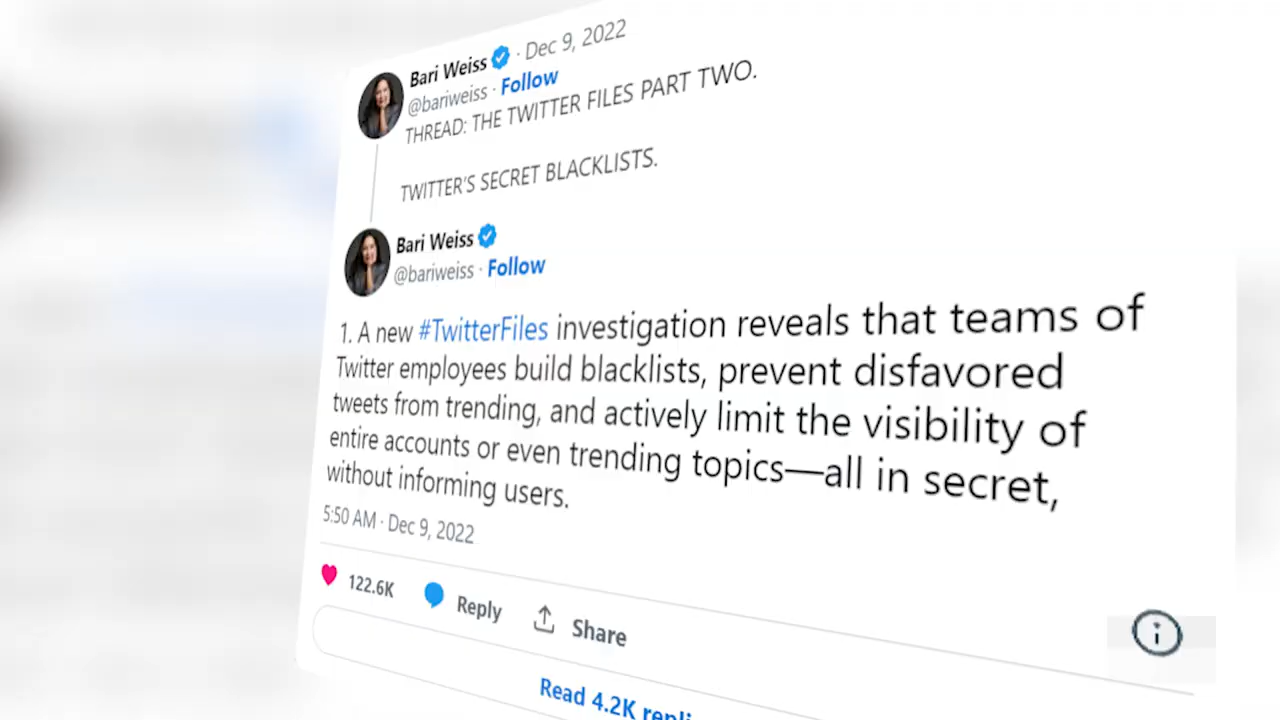 Bari Weiss · Dec 9, 2022
@bariweiss · Follow
THREAD: THE TWITTER FILES PART TWO.
TWITTER'S SECRET BLACKLISTS.
Bari Weiss
@bariweiss · Follow
1. A new #TwitterFiles investigation reveals that teams of
Twitter employees build blacklists, prevent disfavored
tweets from trending, and actively limit the visibility of
entire accounts or even trending topics—all in secret,
without informing users.
5:50 AM · Dec 9, 2022
122.6K Reply Share
Read 4.2K